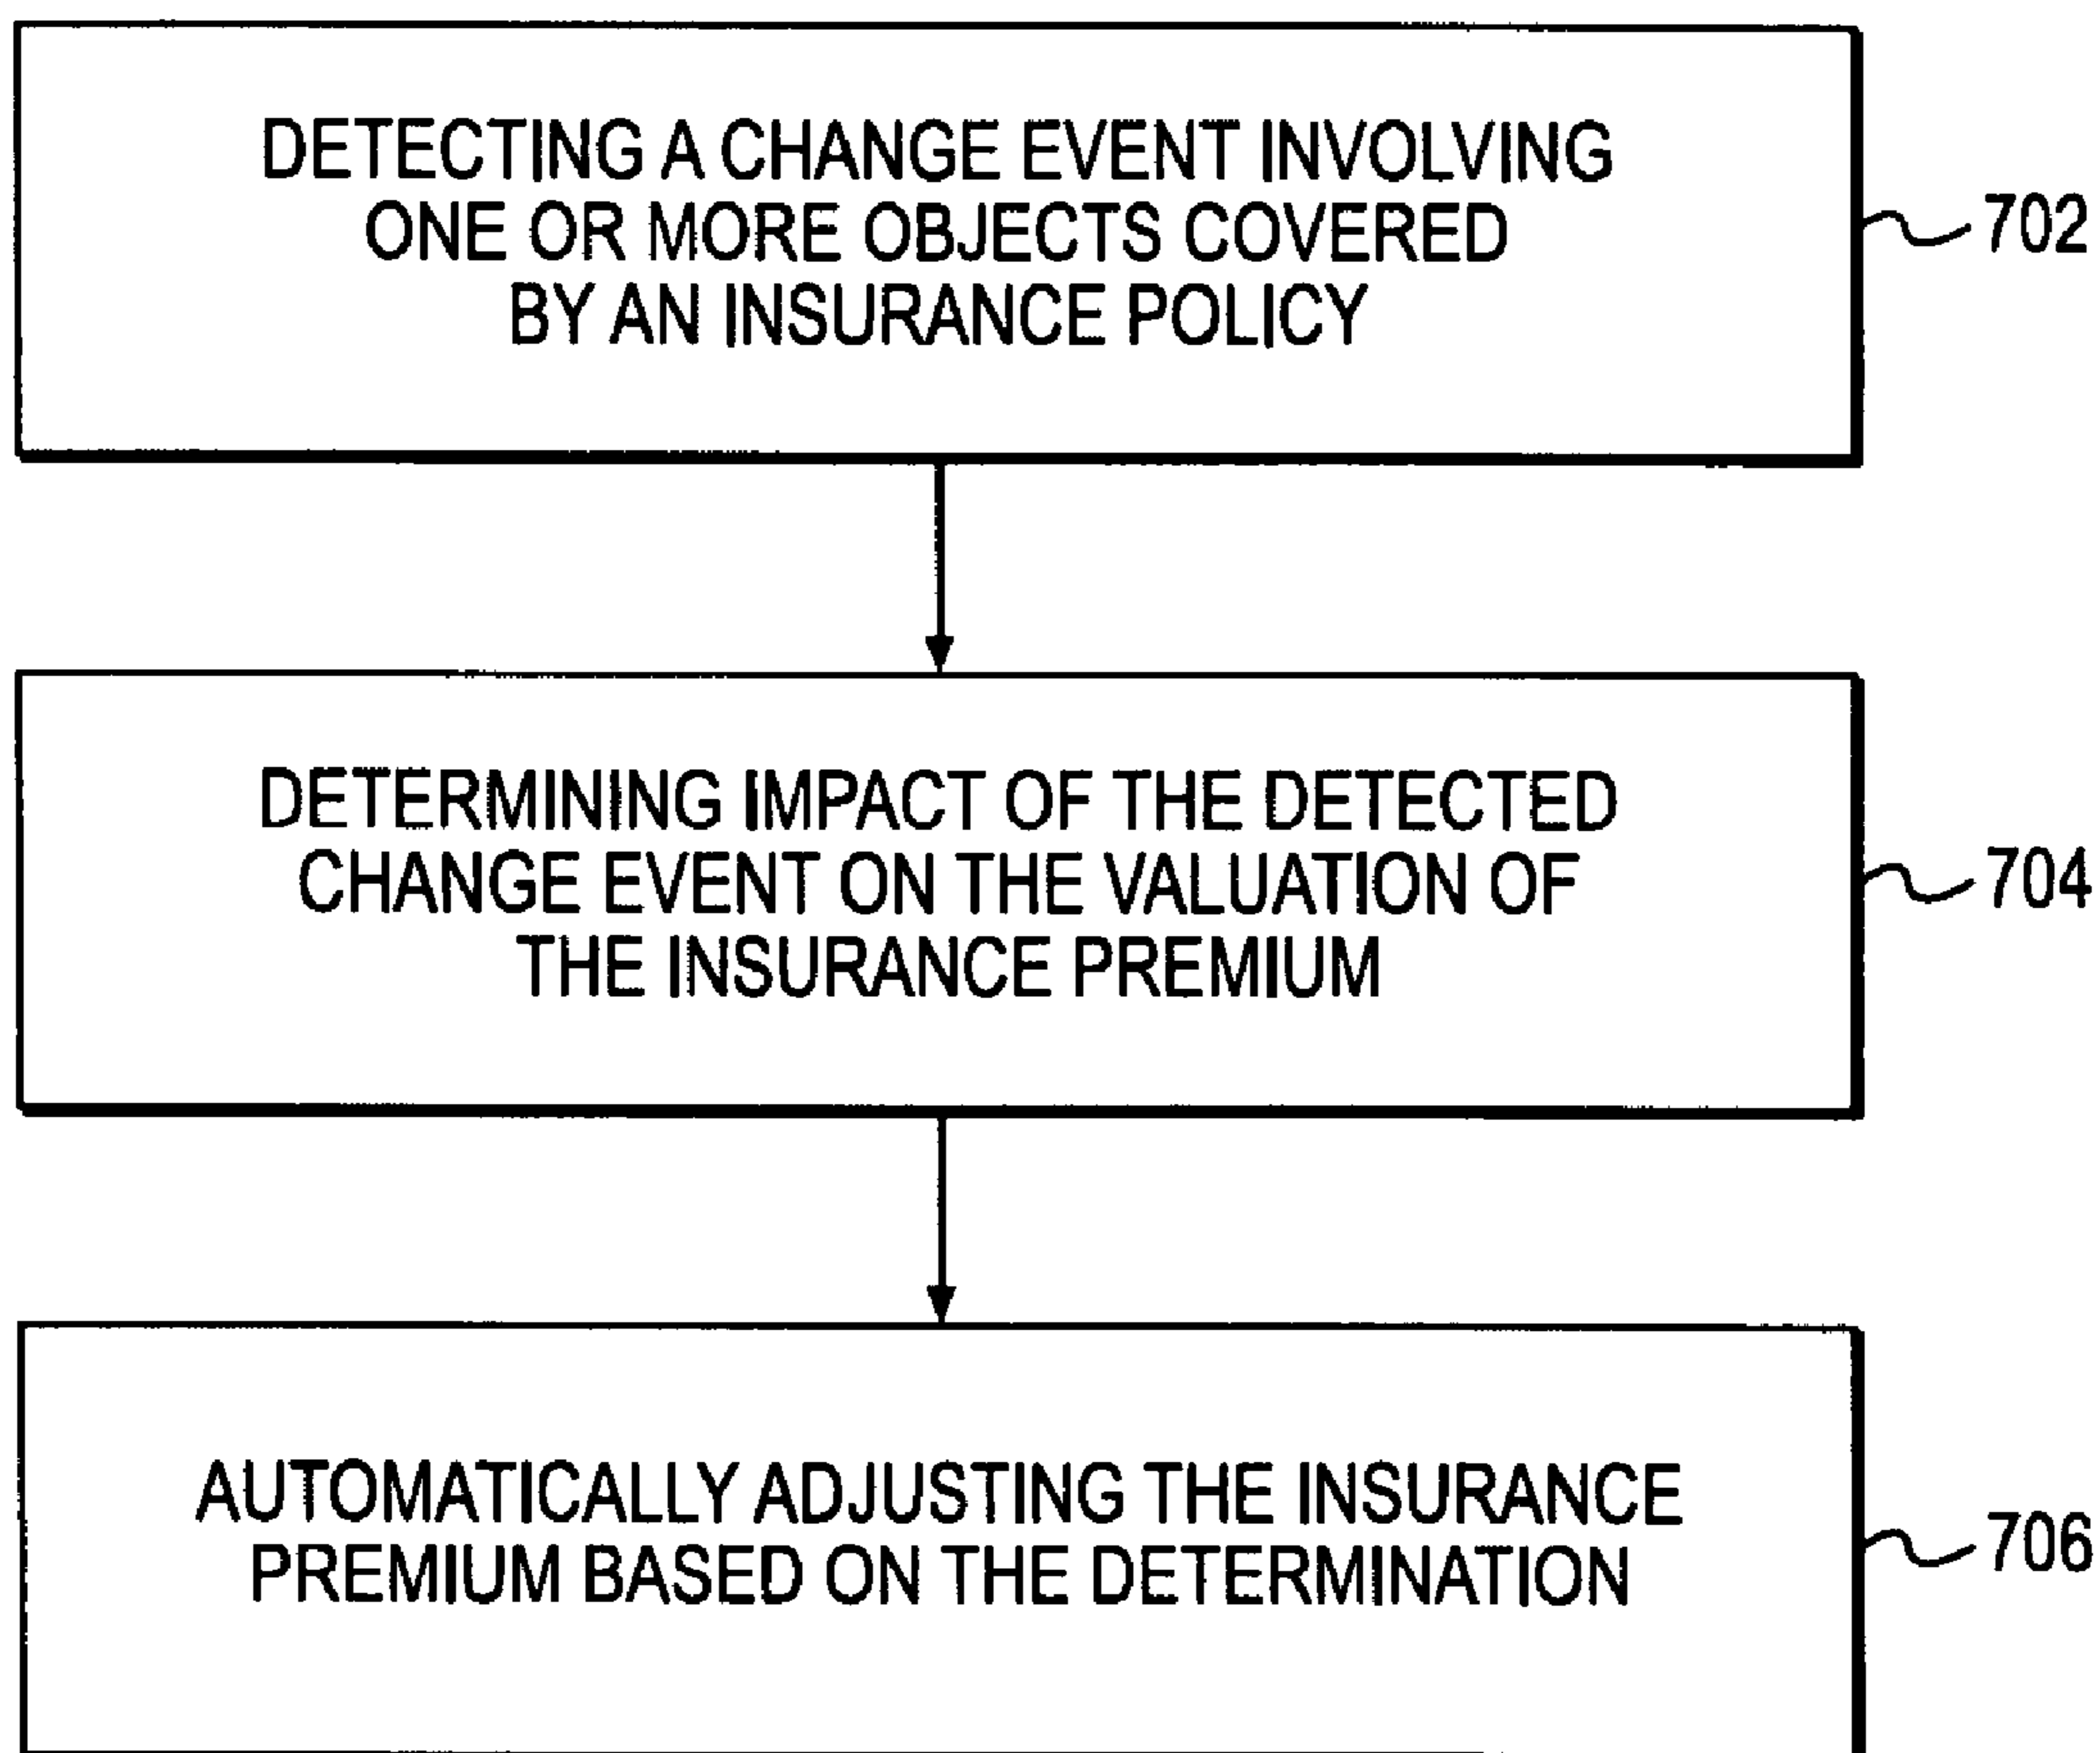 DETECTING A CHANGE EVENT INVOLVING
ONE OR MORE OBJECTS COVERED
BY AN INSURANCE POLICY
702
DETERMINING IMPACT OF THE DETECTED
CHANGE EVENT ON THE VALUATION OF
THE INSURANCE PREMIUM
704
AUTOMATICALLY ADJUSTING THE INSURANCE
PREMIUM BASED ON THE DETERMINATION
706